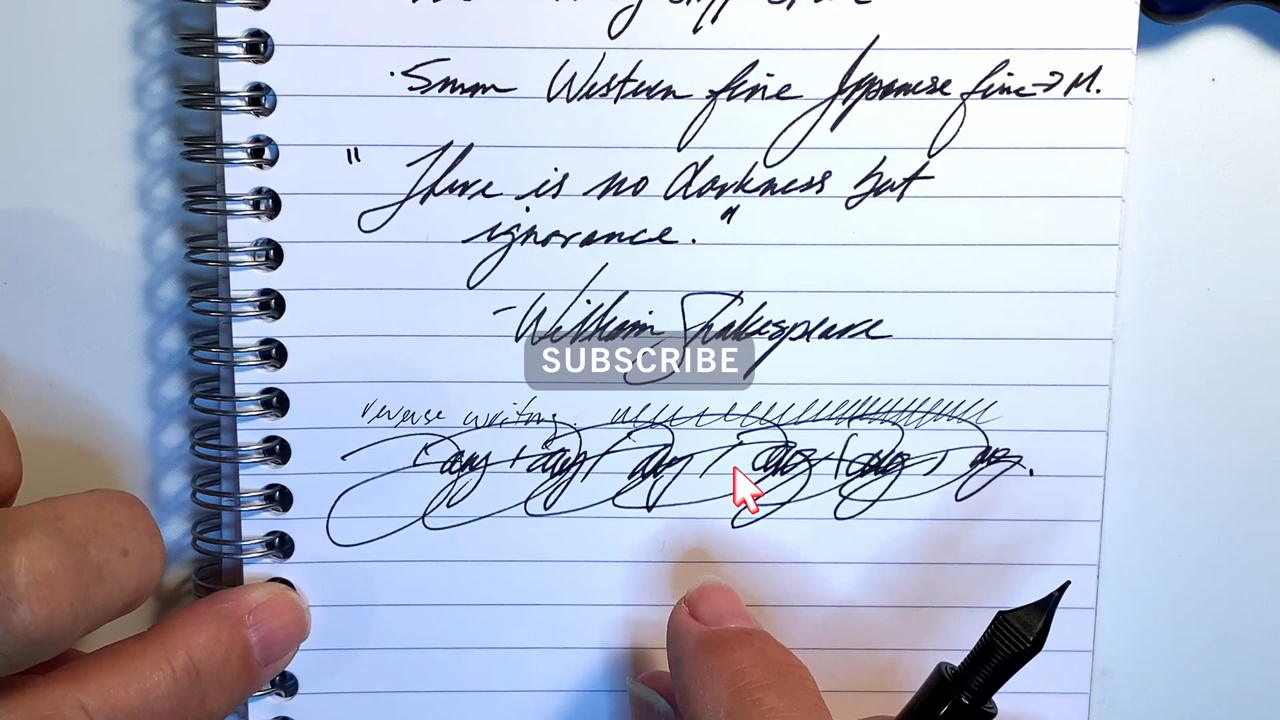 .5mm Western fine Japanese fine→M.
" There is no darkness but
ignorance."
-William Shakespeare
SUBSCRIBE
reverse writing.